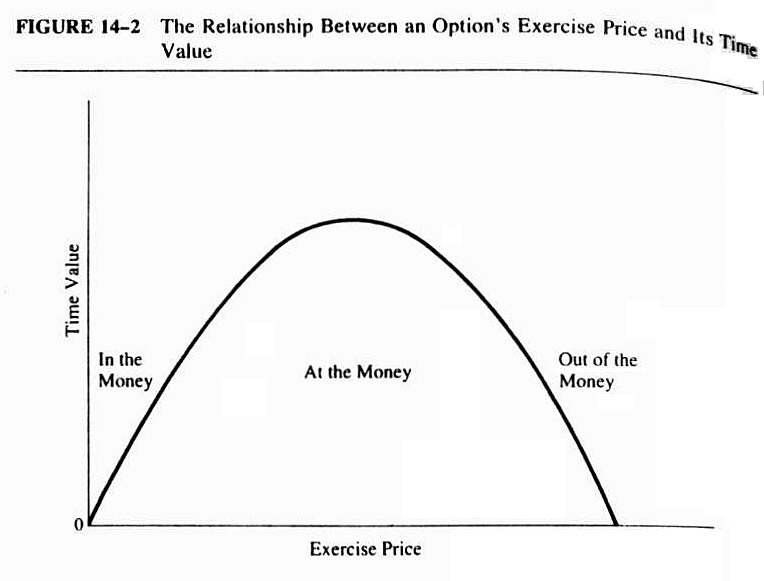 FIGURE 14–2 The Relationship Between an Option's Exercise Price and Its Time
Value
Time Value
In the
Money
At the Money
Out of the
Money
0
Exercise Price